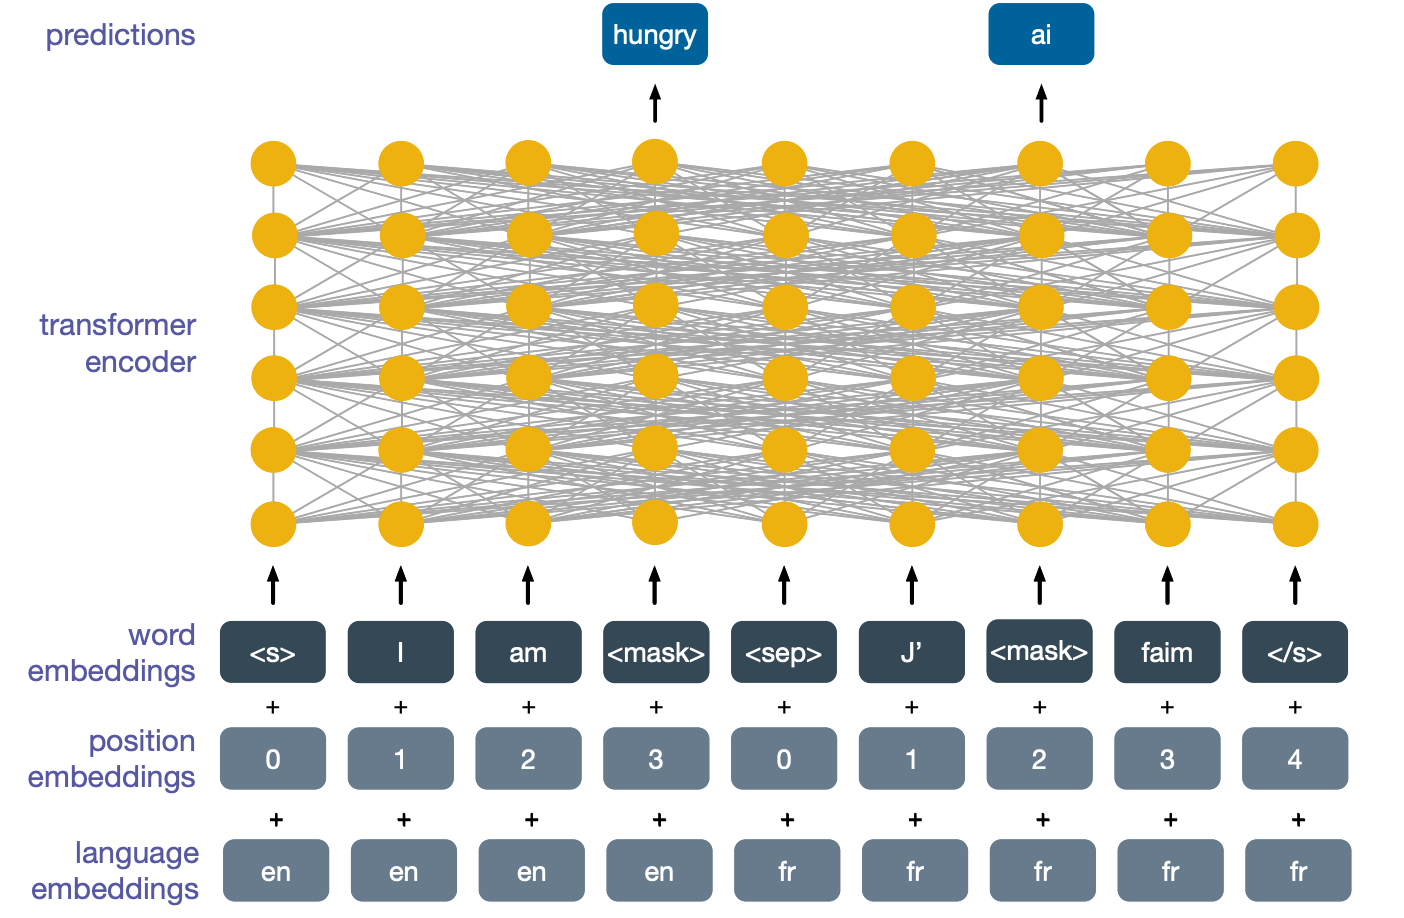 predictions hungry ai
transformer
encoder
word
embeddings <s> I am <mask> <sep> J’ <mask> faim </s>
+ + + + + + + + +
position
embeddings 0 1 2 3 0 1 2 3 4
+ + + + + + + + +
language
embeddings en en en en fr fr fr fr fr